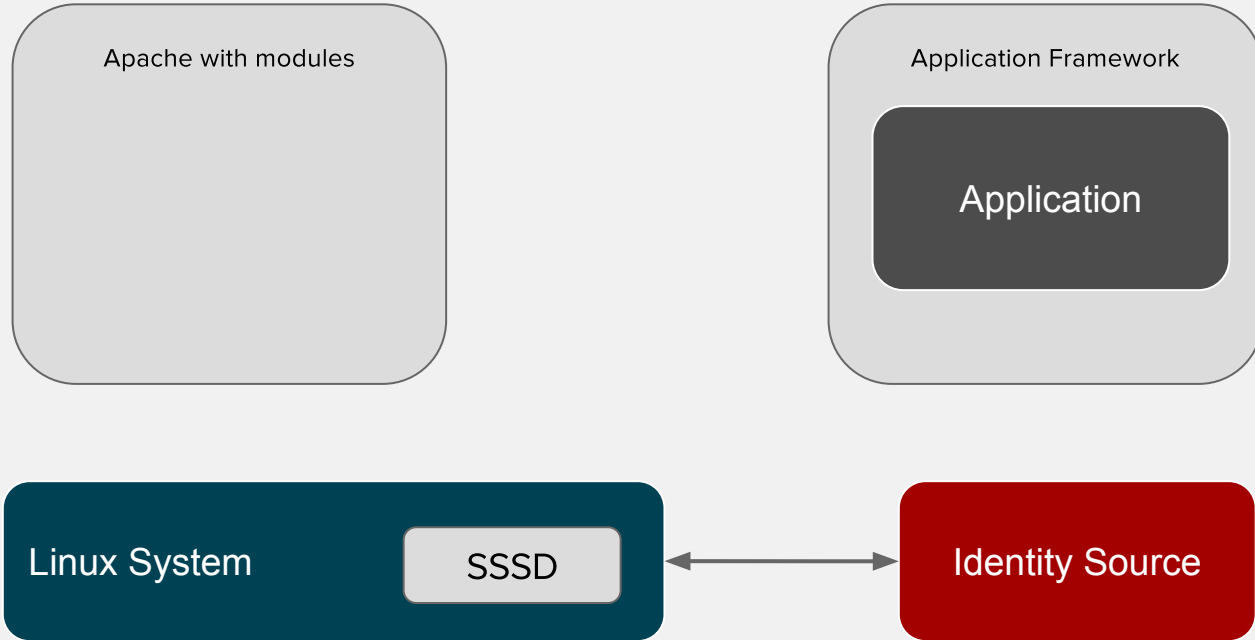 Apache with modules
Application Framework
Application
Linux System
SSSD
Identity Source